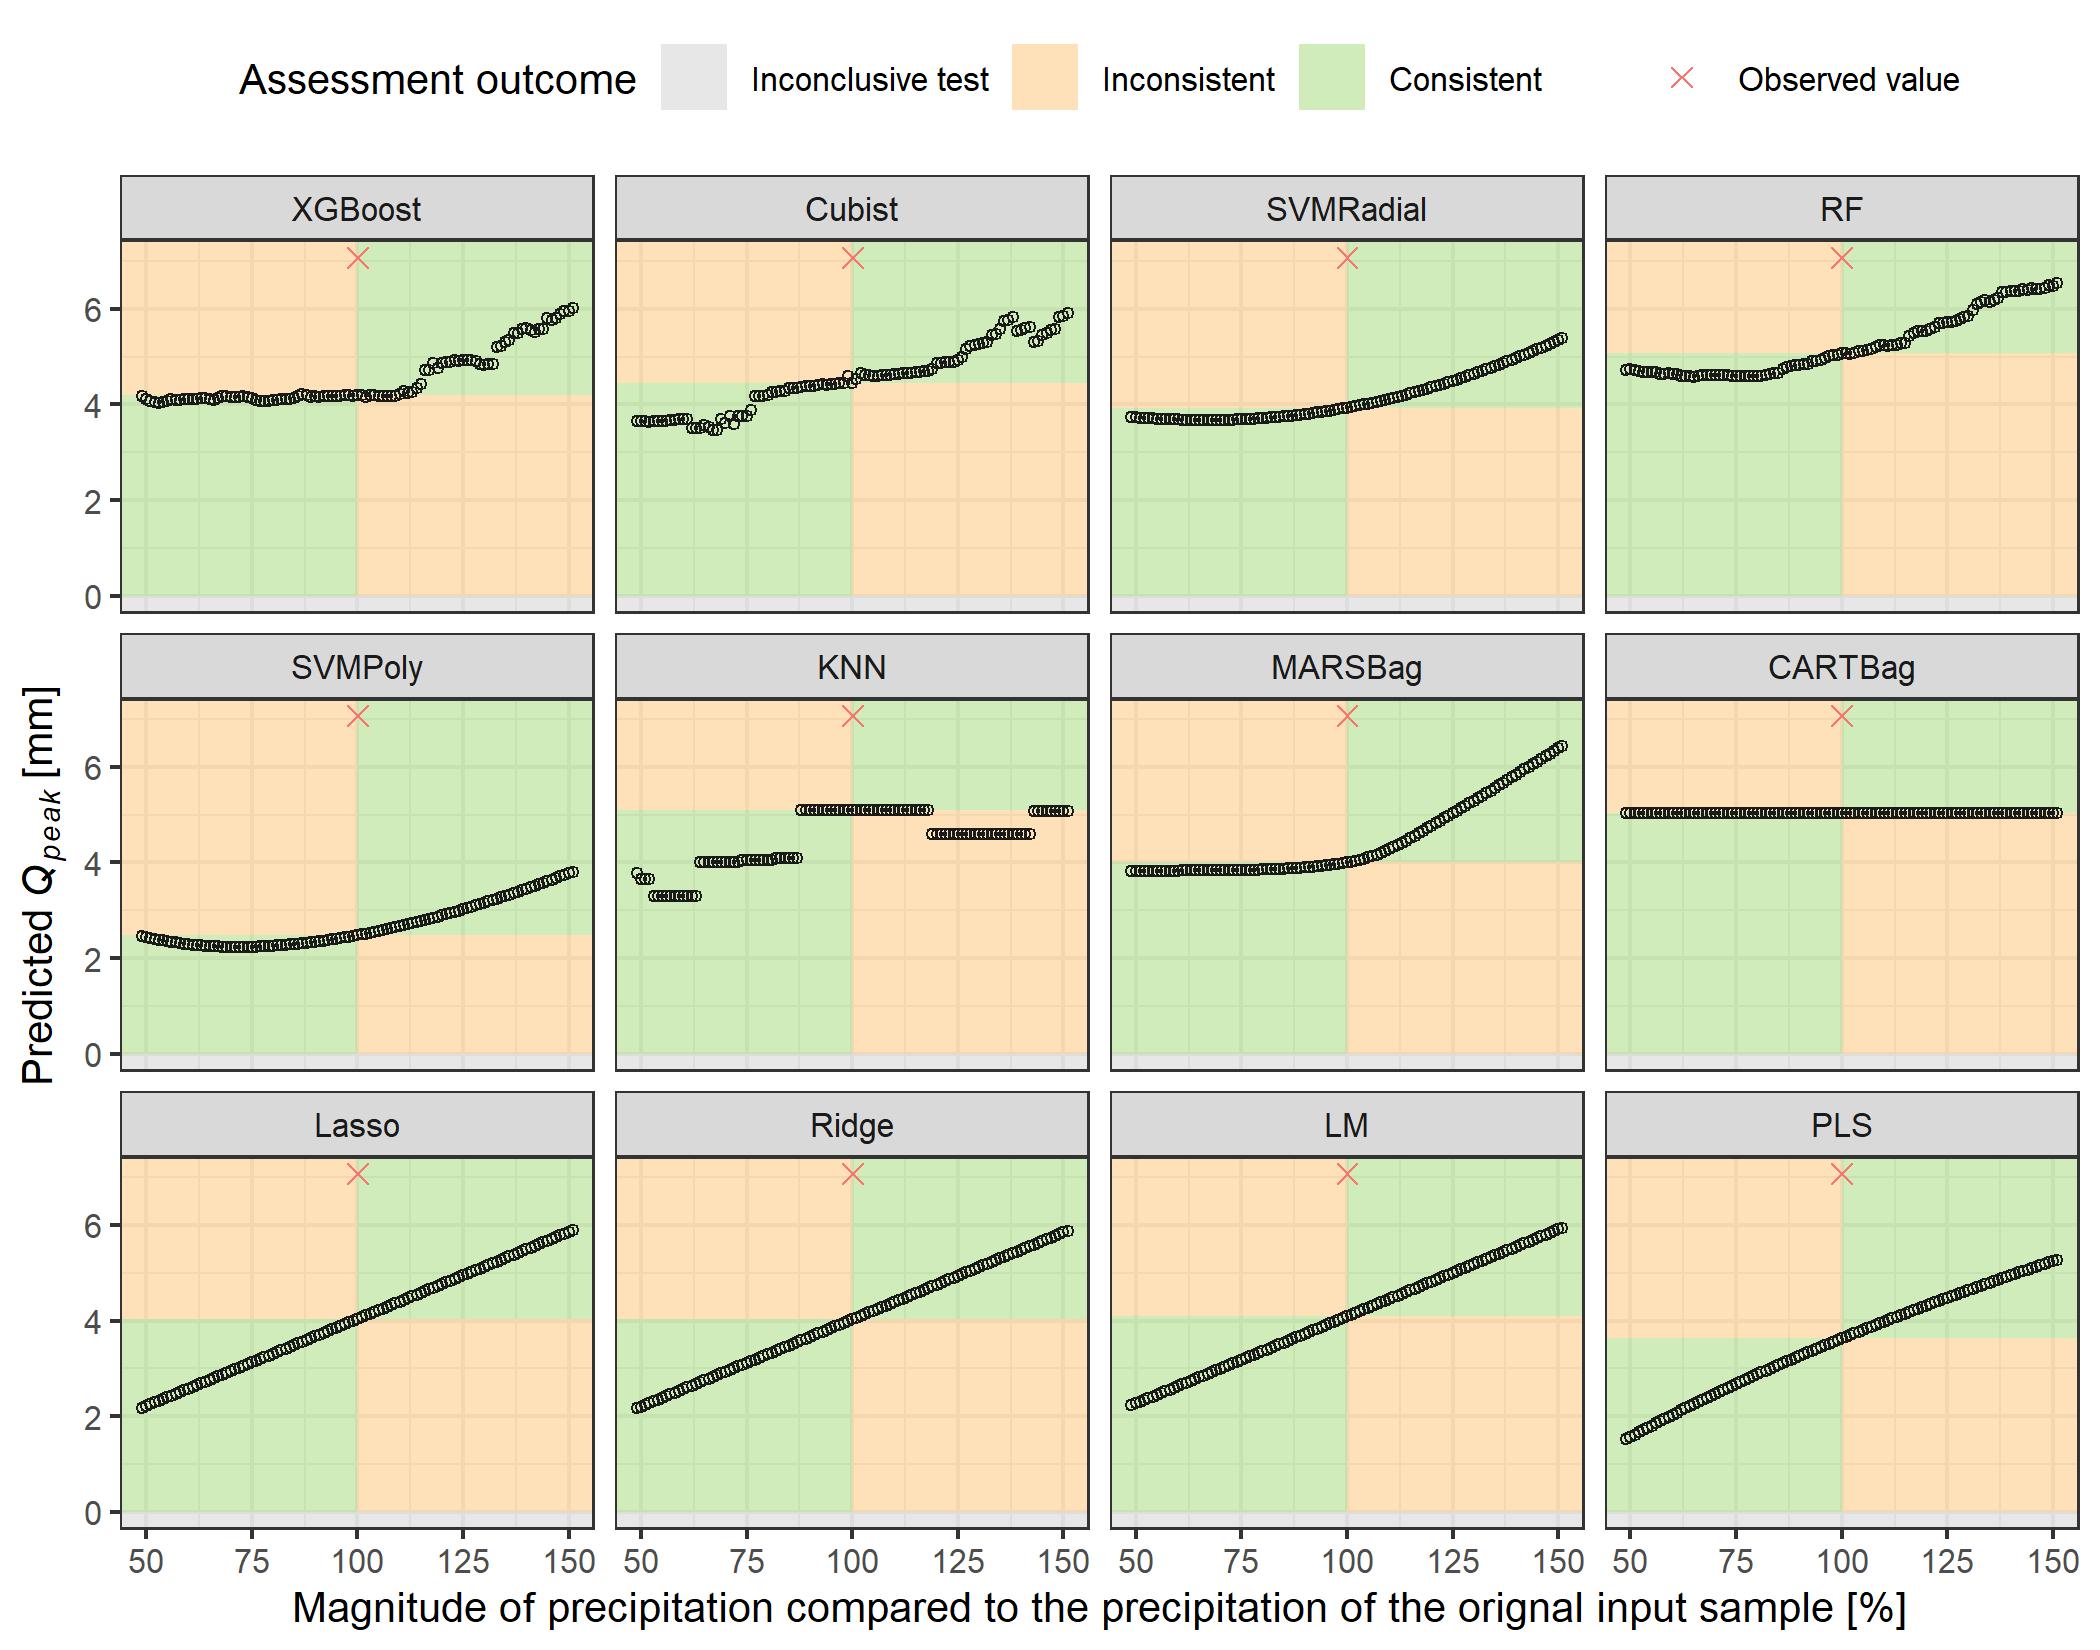 Assessment outcome Inconclusive test Inconsistent Consistent Observed value
XGBoost Cubist SVMRadial RF
6
4
2
0
SVMPoly KNN MARSBag CARTBag
6
4
2
0
Predicted Qpeak [mm]
Lasso Ridge LM PLS
6
4
2
0
50 75 100 125 150 50 75 100 125 150 50 75 100 125 150 50 75 100 125 150
Magnitude of precipitation compared to the precipitation of the orignal input sample [%]